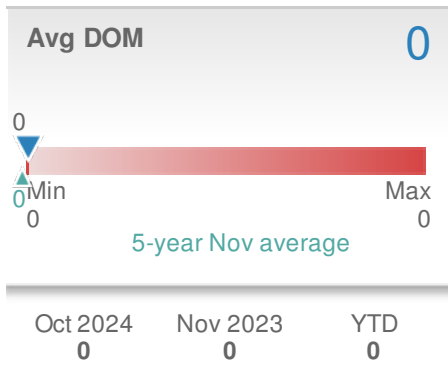 Avg DOM 0
0
0
Min Max
0 0
5-year Nov average
Oct 2024 Nov 2023 YTD
0 0 0